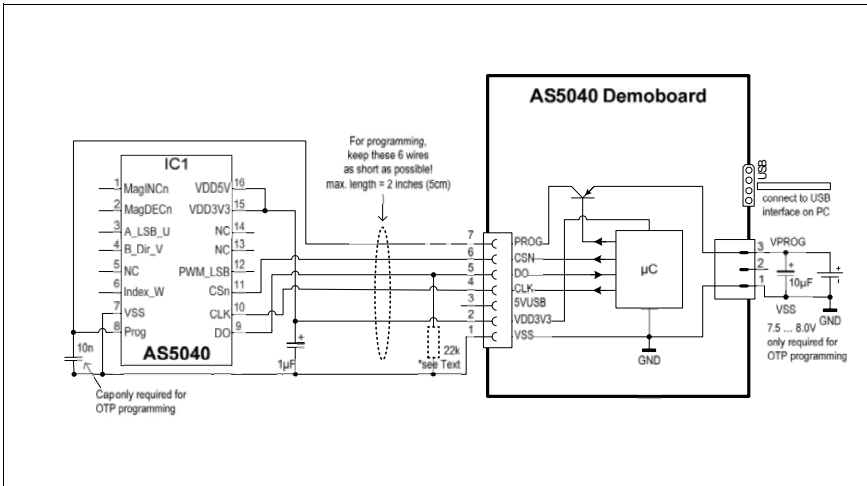 AS5040 Demoboard
For programming,
keep these 6 wires
as short as possible!
max. length = 2 inches (5cm)
IC1
1 MagINCn
2 MagDECn
3 A_LSB_U
4 B_Dir_V
5 NC
6 Index_W
7 VSS
8 Prog
VDD5V 16
VDD3V3 15
NC 14
NC 13
PWM_LSB 12
CSn 11
CLK 10
DO 9
AS5040
10n
Cap only required for
OTP programming
+
1µF
22k
*see Text
7 PROG
6 CSN
5 DO
4 CLK
3 5VUSB
2 VDD3V3
1 VSS
µC
GND
USB
connect to USB
interface on PC
3 VPROG
2
1
+
10µF
+
VSS
GND
7.5 ... 8.0V
only required for
OTP programming